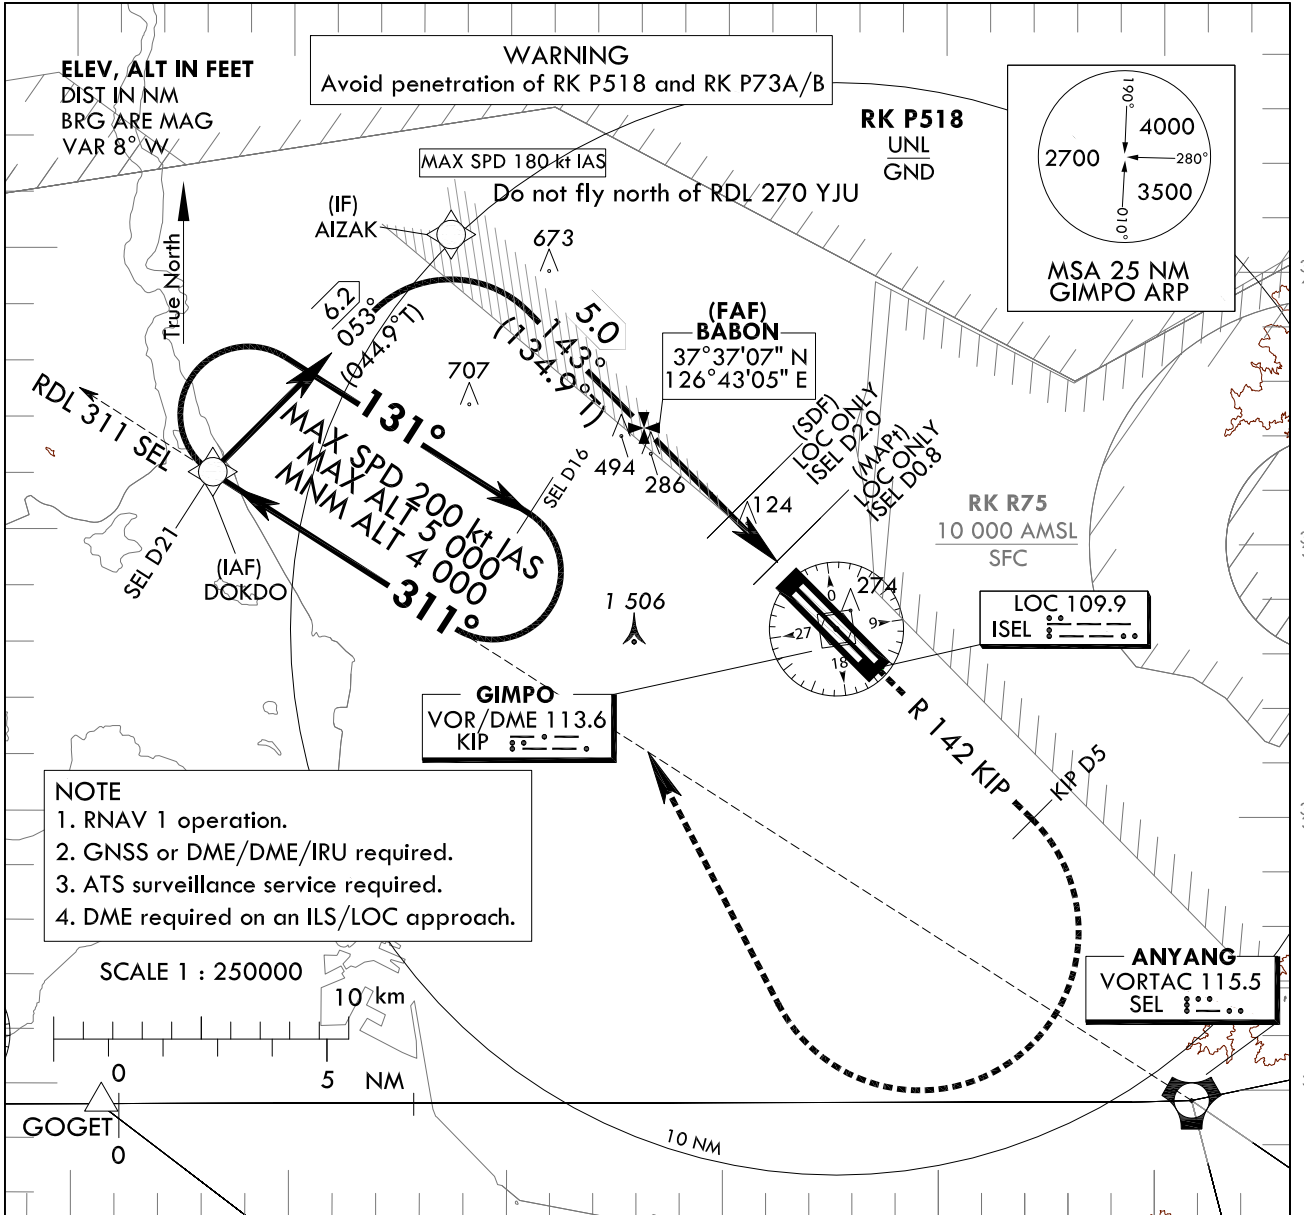 WARNING
Avoid penetration of RK P518 and RK P73A/B
ELEV, ALT IN FEET
DIST IN NM
BRG ARE MAG
VAR 8° W
RK P518
UNL
GND
190°
4000
2700
280°
3500
010°
MSA 25 NM
GIMPO ARP
MAX SPD 180 kt IAS
Do not fly north of RDL 270 YJU
(IF)
AIZAK
True North
673
6.2
053°
(044.9°T)
5.0
143°
(134.9°T)
707
(FAF)
BABON
37°37'07" N
126°43'05" E
RDL 311 SEL
131°
MAX SPD 200 kt IAS
MAX ALT 5 000
MNM ALT 4 000
311°
SEL D16
SEL D21
(IAF)
DOKDO
494
286
(SDF)
LOC ONLY
ISEL D2.0
(MAPt)
LOC ONLY
ISEL D0.8
124
RK R75
10 000 AMSL
SFC
274
0
9
18
27
1 506
LOC 109.9
ISEL
GIMPO
VOR/DME 113.6
KIP
R 142 KIP
KIP D5
NOTE
1. RNAV 1 operation.
2. GNSS or DME/DME/IRU required.
3. ATS surveillance service required.
4. DME required on an ILS/LOC approach.
SCALE 1 : 250000
10 km
0
5
NM
ANYANG
VORTAC 115.5
SEL
GOGET
0
10 NM